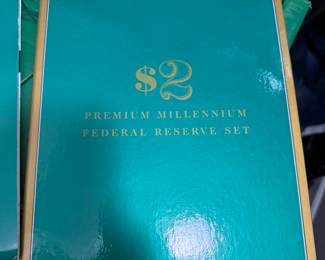 $2
PREMIUM MILLENNIUM
FEDERAL RESERVE SET